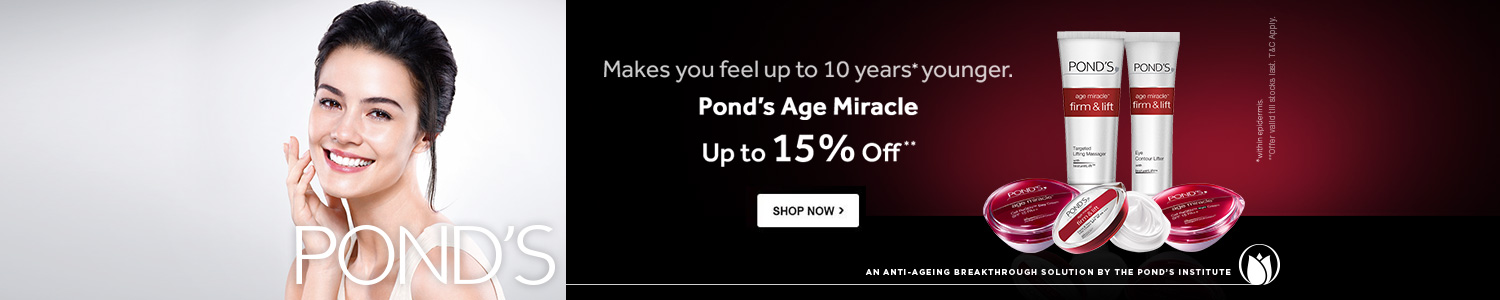 POND'S
Makes you feel up to 10 years* younger.
Pond's Age Miracle
Up to 15% Off**
SHOP NOW >
POND'S
age miracle
firm & lift
Targeted
Lifting Massager
with
POND'S
age miracle
firm & lift
Eye
Contour Lifter
with
POND'S
age miracle
POND'S
firm & lift
POND'S
age miracle
*within epidermis.
**Offer valid till stocks last. T&C Apply.
AN ANTI-AGEING BREAKTHROUGH SOLUTION BY THE POND'S INSTITUTE